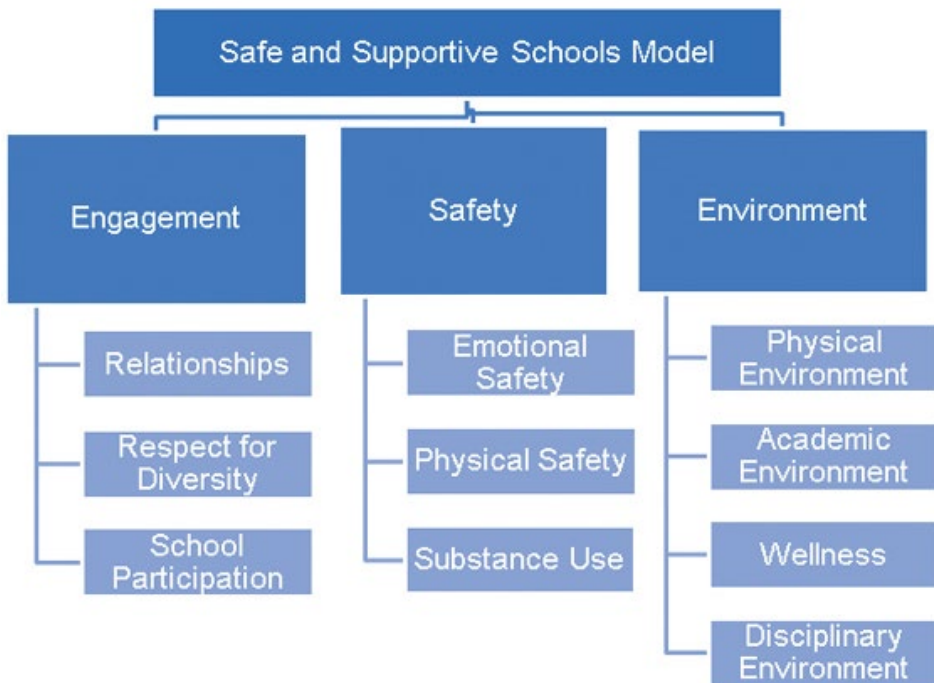 Safe and Supportive Schools Model
Engagement
Relationships
Respect for
Diversity
School
Participation
Safety
Emotional
Safety
Physical Safety
Substance Use
Environment
Physical
Environment
Academic
Environment
Wellness
Disciplinary
Environment